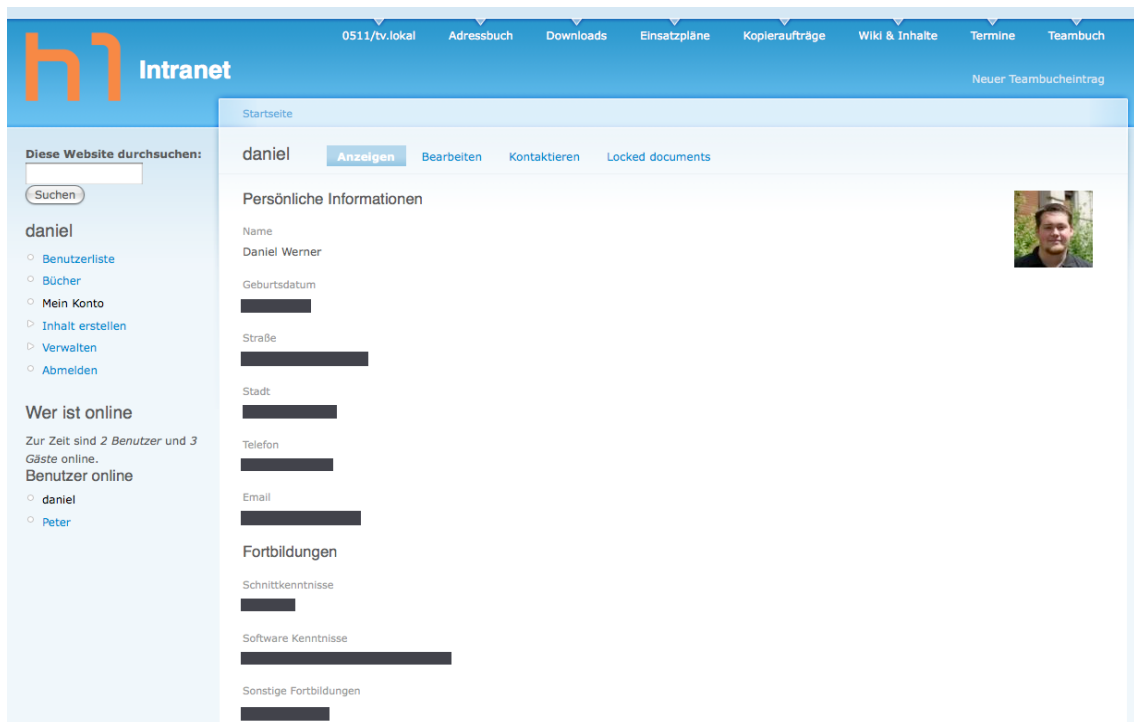 0511/tv.lokal Adressbuch Downloads Einsatzpläne Kopieraufträge Wiki & Inhalte Termine Teambuch
h1 Intranet
Neuer Teambucheintrag
Startseite
Diese Website durchsuchen:
Suchen
daniel
Benutzerliste
Bücher
Mein Konto
Inhalt erstellen
Verwalten
Abmelden
Wer ist online
Zur Zeit sind 2 Benutzer und 3
Gäste online.
Benutzer online
daniel
Peter
daniel Anzeigen Bearbeiten Kontaktieren Locked documents
Persönliche Informationen
Name
Daniel Werner
Geburtsdatum
Straße
Stadt
Telefon
Email
Fortbildungen
Schnittkenntnisse
Software Kenntnisse
Sonstige Fortbildungen